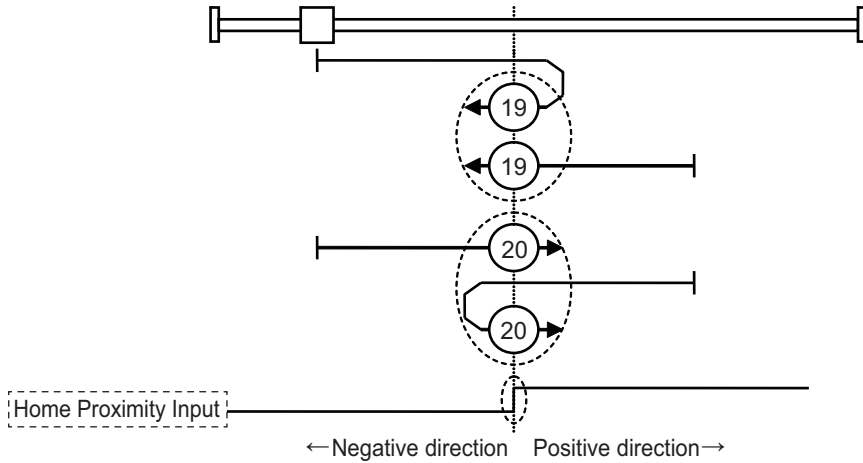 19
19
20
20
Home Proximity Input
←Negative direction Positive direction→